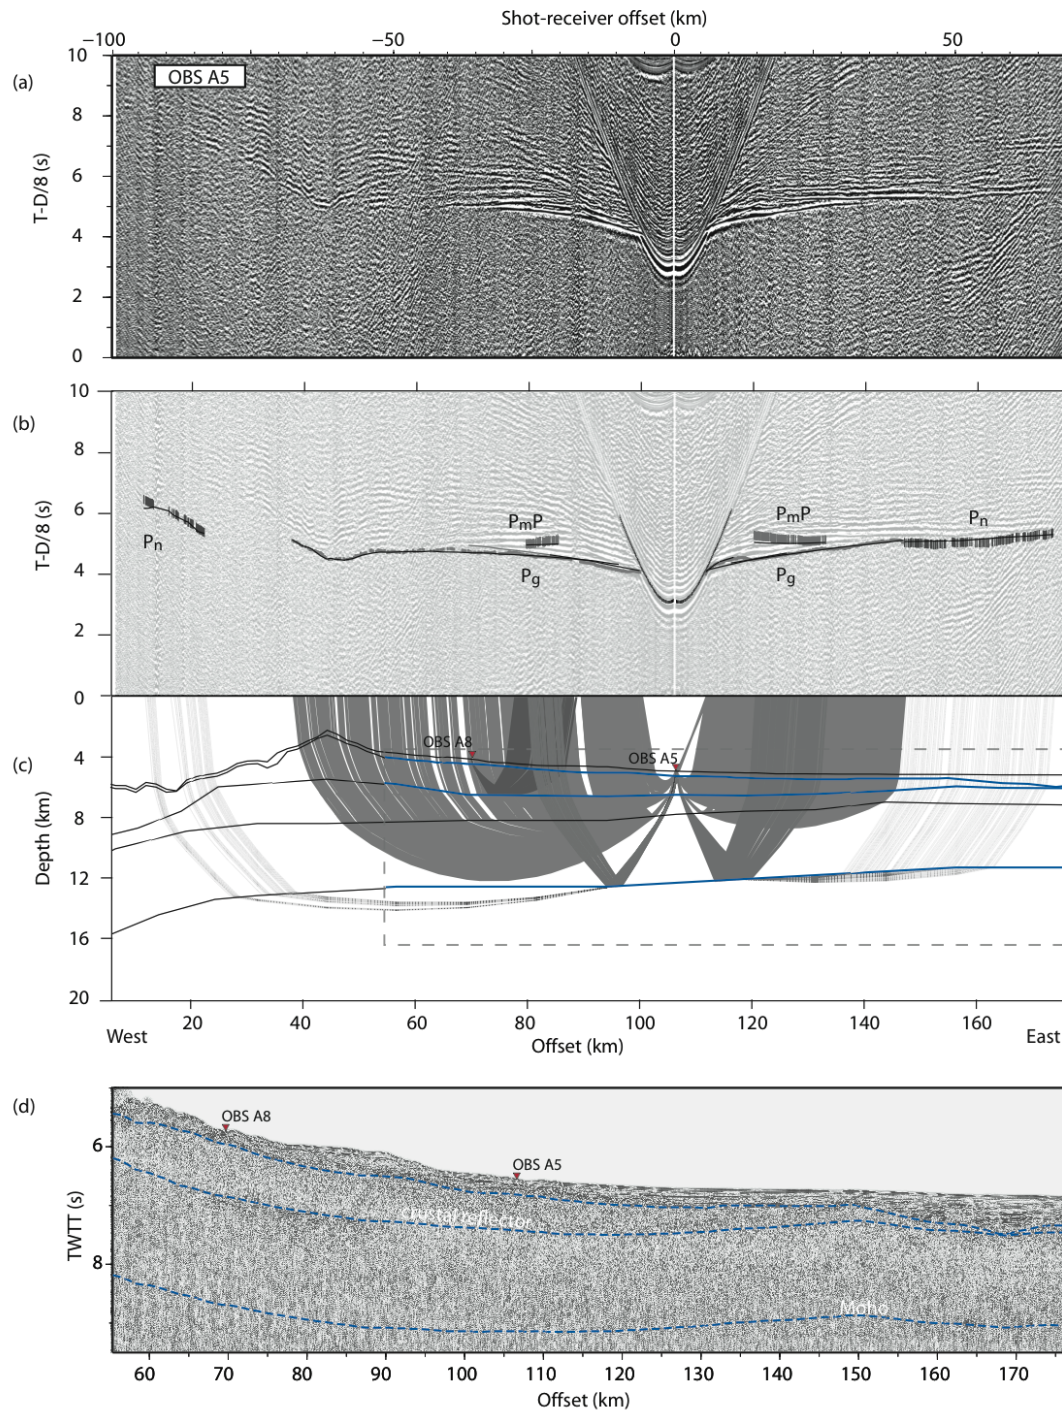 Shot-receiver offset (km)
−100 −50 0 50
(a)
OBS A5
10
8
6
4
2
0
T-D/8 (s)
(b)
10
8
6
4
2
0
T-D/8 (s)
PmP PmP Pn
Pn
Pg Pg
(c)
OBS A8
OBS A5
4
8
12
16
20
Depth (km)
20 40 60 80 100 120 140 160
West Offset (km) East
(d)
OBS A8
OBS A5
6
8
TWTT (s)
crustal reflector
Moho
60 70 80 90 100 110 120 130 140 150 160 170
Offset (km)